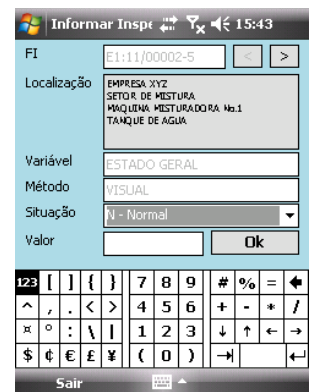 Informar Inspe 15:43
FI E1:11/00002-5 < >
Localização EMPRESA XYZ
SETOR DE MISTURA
MAQUINA MISTURADORA No.1
TANQUE DE AGUA
Variável ESTADO GERAL
Método VISUAL
Situação N - Normal
Valor Ok
123 [ ] { } 7 8 9 # % = 
^ , . < > 4 5 6 + - * /
¤ ° : \ | 1 2 3 ↓ ↑ ← →
$ ¢ € £ ¥ ( 0 )
Sair